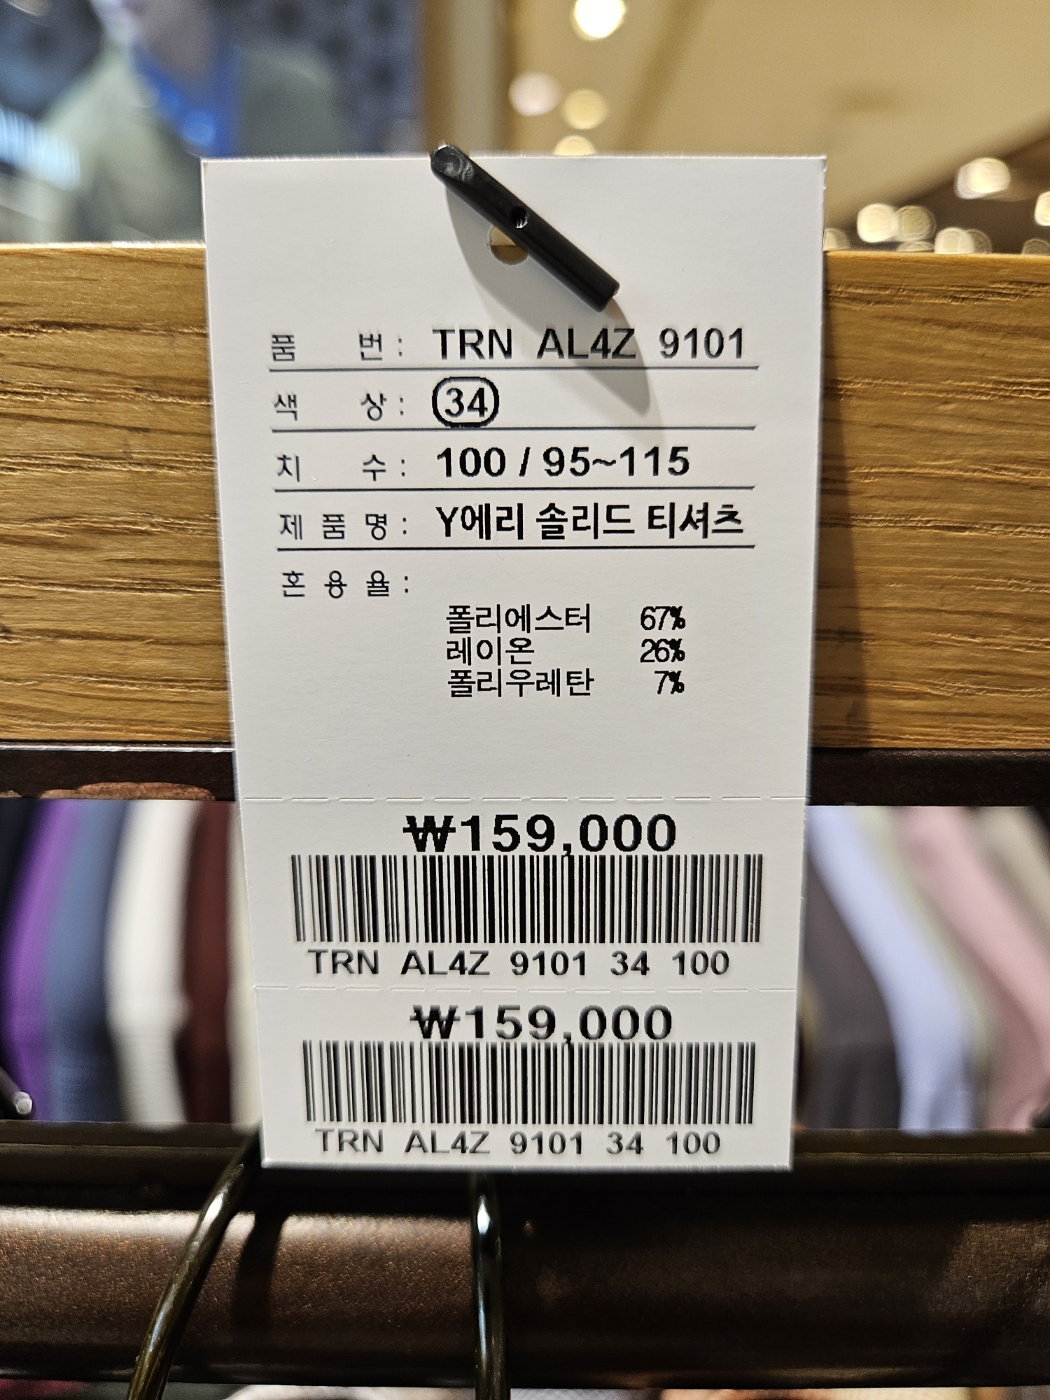 품 번 : TRN AL4Z 9101
색 상 : 34
치 수 : 100 / 95~115
제 품 명 : Y에리 솔리드 티셔츠
혼 용 율 :
폴리에스터 67%
레이온 26%
폴리우레탄 7%
₩159,000
TRN AL4Z 9101 34 100
₩159,000
TRN AL4Z 9101 34 100